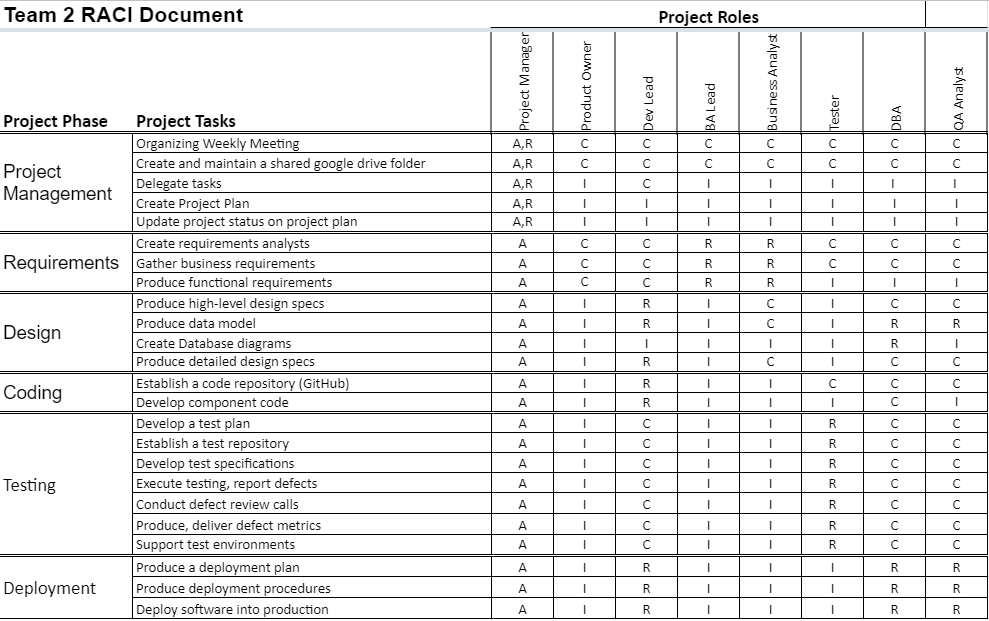 Team 2 RACI Document
Project Roles
Project Phase Project Tasks Project Manager Product Owner Dev Lead BA Lead Business Analyst Tester DBA QA Analyst
Project Management
Organizing Weekly Meeting A,R C C C C C C C
Create and maintain a shared google drive folder A,R C C C C C C C
Delegate tasks A,R I C I I I I I
Create Project Plan A,R I I I I I I I
Update project status on project plan A,R I I I I I I I
Requirements
Create requirements analysts A C C R R C C C
Gather business requirements A C C R R C C C
Produce functional requirements A C C R R I I I
Design
Produce high-level design specs A I R I C I C C
Produce data model A I R I C I R R
Create Database diagrams A I I I I I R I
Produce detailed design specs A I R I C I C C
Coding
Establish a code repository (GitHub) A I R I I C C C
Develop component code A I R I I I C I
Testing
Develop a test plan A I C I I R C C
Establish a test repository A I C I I R C C
Develop test specifications A I C I I R C C
Execute testing, report defects A I C I I R C C
Conduct defect review calls A I C I I R C C
Produce, deliver defect metrics A I C I I R C C
Support test environments A I C I I R C C
Deployment
Produce a deployment plan A I R I I I R R
Produce deployment procedures A I R I I I R R
Deploy software into production A I R I I I R R